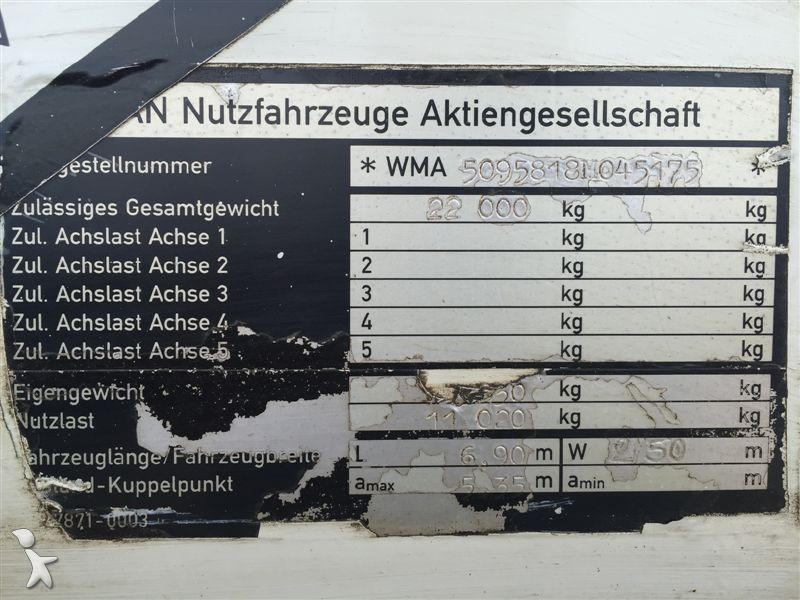 AN Nutzfahrzeuge Aktiengesellschaft
gestellnummer * WMA *
Zulässiges Gesamtgewicht 22 000 kg kg
Zul. Achslast Achse 1 1 kg kg
Zul. Achslast Achse 2 2 kg kg
Zul. Achslast Achse 3 3 kg kg
Zul. Achslast Achse 4 4 kg kg
Zul. Achslast Achse 5 5 kg kg
Eigengewicht kg kg
Nutzlast 11 020 kg kg
ahrzeuglänge/Fahrzeugbreite L 6,90 m W 2,50 m
-Kuppelpunkt amax 5,35 m amin m
7871-0003